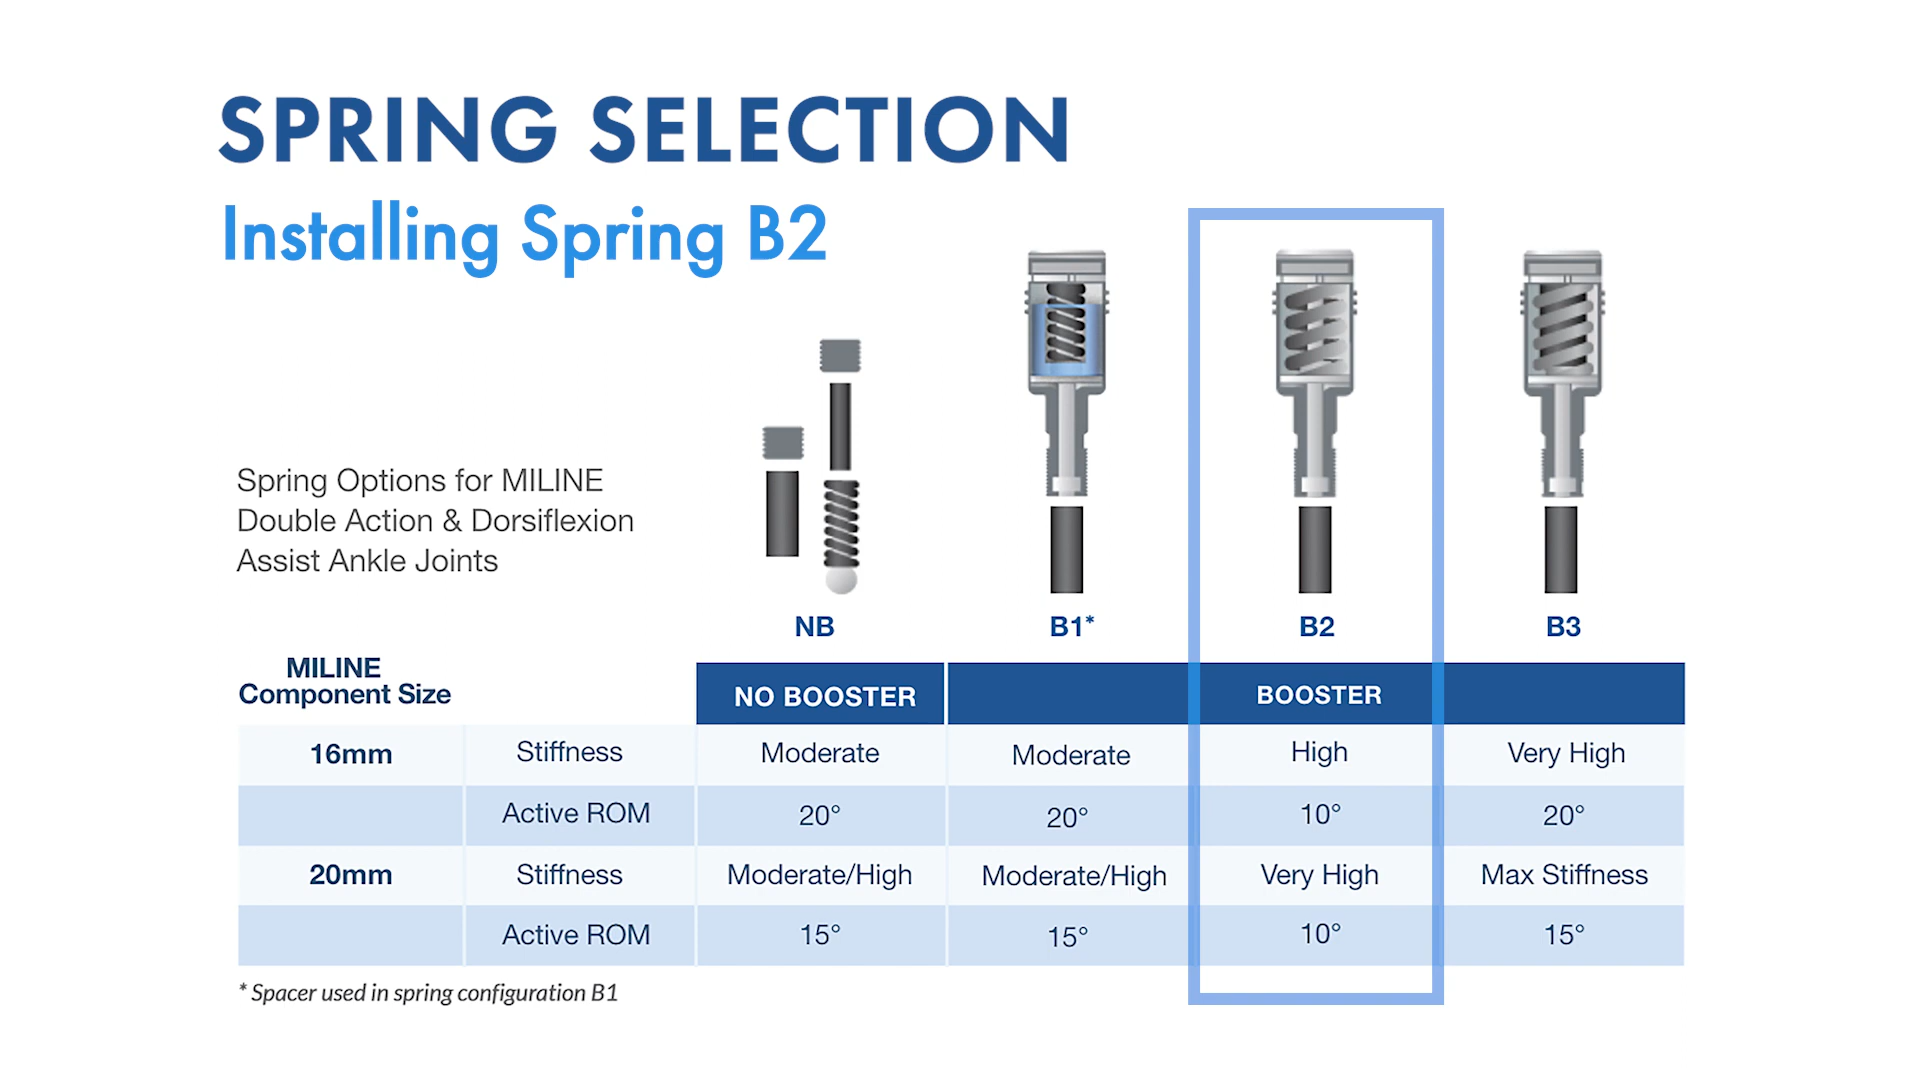 SPRING SELECTION
Installing Spring B2
Spring Options for MILINE
Double Action & Dorsiflexion
Assist Ankle Joints
NB B1* B2 B3
MILINE
Component Size
NO BOOSTER BOOSTER
16mm Stiffness Moderate Moderate High Very High
Active ROM 20° 20° 10° 20°
20mm Stiffness Moderate/High Moderate/High Very High Max Stiffness
Active ROM 15° 15° 10° 15°
* Spacer used in spring configuration B1